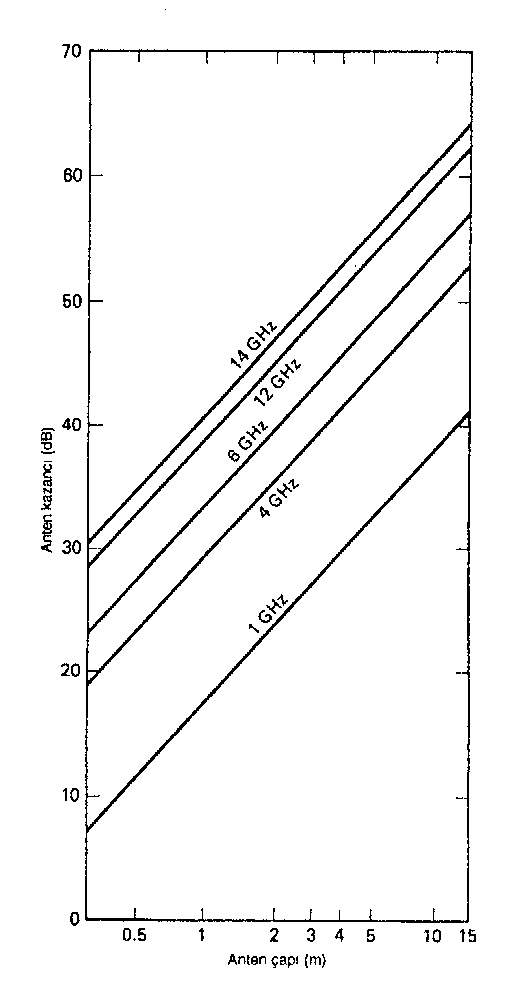 70
60
50
40
30
20
10
0
Anten kazancı (dB)
14 GHz
12 GHz
6 GHz
4 GHz
1 GHz
0.5 1 2 3 4 5 10 15
Anten çapı (m)